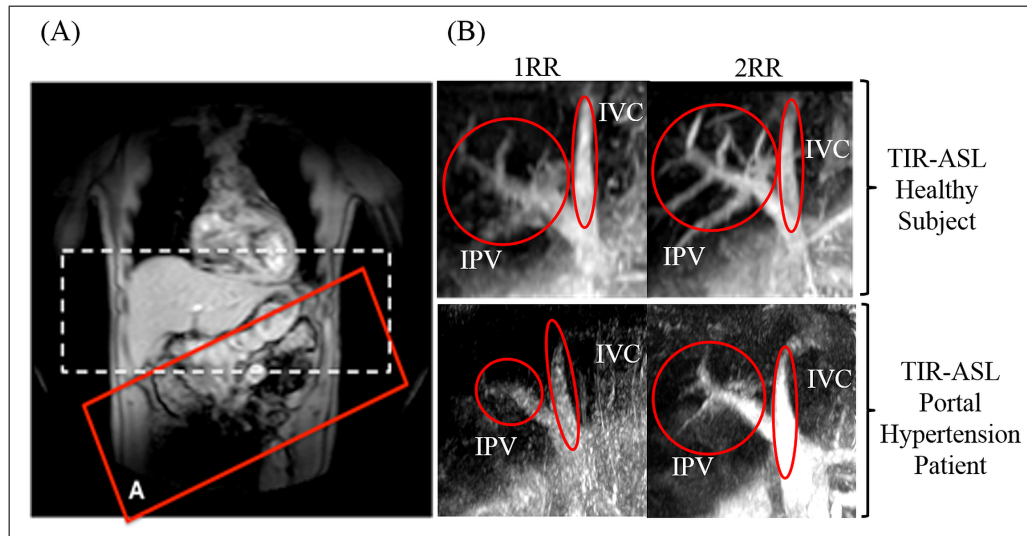 (A)
(B)
1RR
2RR
IVC
IPV
IVC
IPV
TIR-ASL
Healthy
Subject
IVC
IPV
IVC
IPV
TIR-ASL
Portal
Hypertension
Patient
A